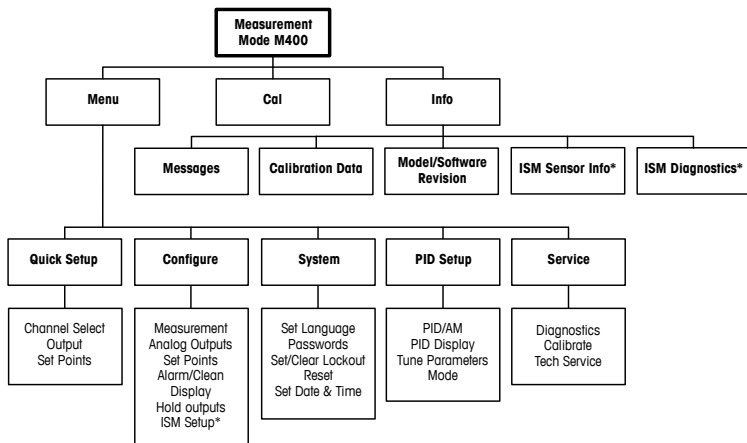 Measurement
Mode M400
Menu
Cal
Info
Messages
Calibration Data
Model/Software
Revision
ISM Sensor Info*
ISM Diagnostics*
Quick Setup
Configure
System
PID Setup
Service
Channel Select
Output
Set Points
Measurement
Analog Outputs
Set Points
Alarm/Clean
Display
Hold outputs
ISM Setup*
Set Language
Passwords
Set/Clear Lockout
Reset
Set Date & Time
PID/AM
PID Display
Tune Parameters
Mode
Diagnostics
Calibrate
Tech Service